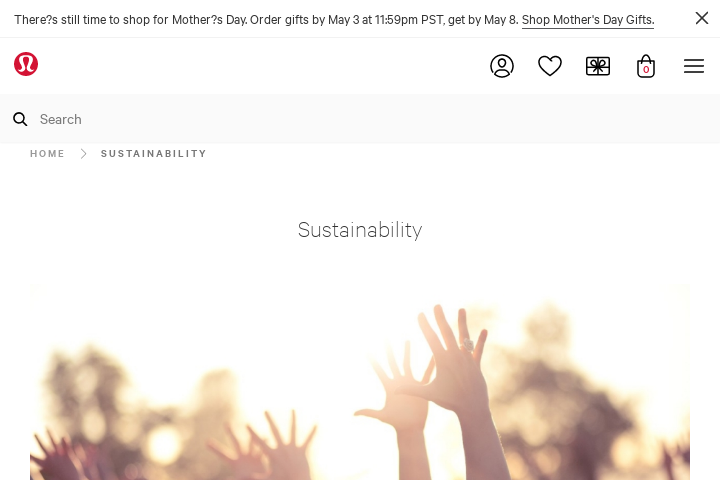 There?s still time to shop for Mother?s Day. Order gifts by May 3 at 11:59pm PST, get by May 8. Shop Mother's Day Gifts.
0
Search
HOME SUSTAINABILITY
Sustainability